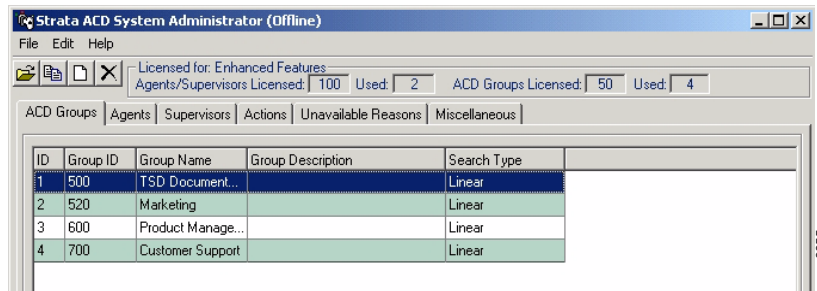 Strata ACD System Administrator (Offline)
File Edit Help
Licensed for: Enhanced Features
Agents/Supervisors Licensed: 100 Used: 2 ACD Groups Licensed: 50 Used: 4
ACD Groups Agents Supervisors Actions Unavailable Reasons Miscellaneous
ID Group ID Group Name Group Description Search Type
1 500 TSD Document... Linear
2 520 Marketing Linear
3 600 Product Manage... Linear
4 700 Customer Support Linear